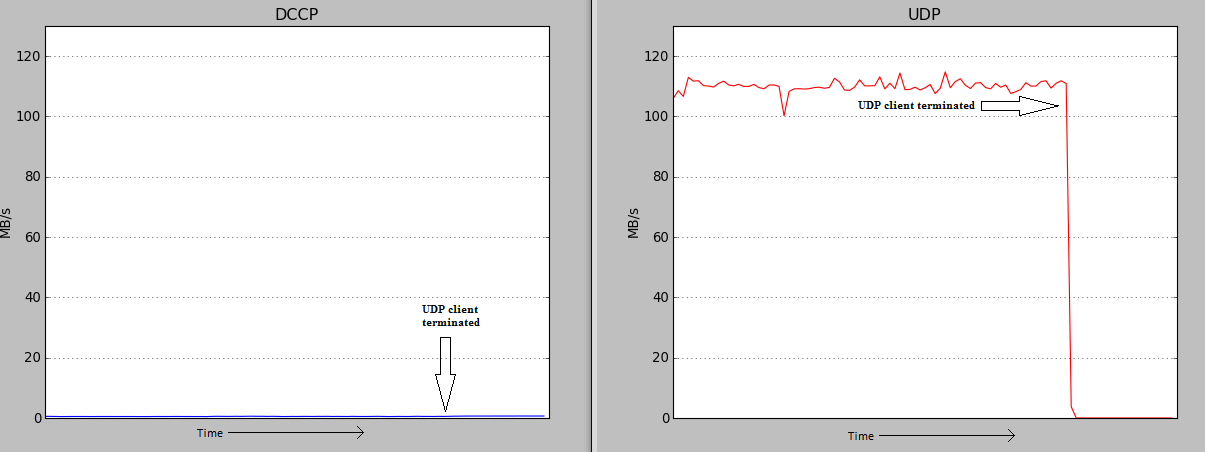 DCCP
120
100
80
60
40
20
0
MB/s
UDP client
terminated
Time
UDP
120
100
80
60
40
20
0
MB/s
UDP client terminated
Time